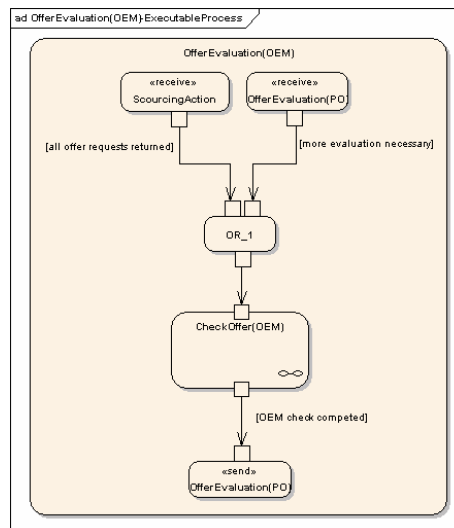 ad OfferEvaluation(OEM)-ExecutableProcess
OfferEvaluation(OEM)
«receive»
ScourcingAction
«receive»
OfferEvaluation(PO)
[all offer requests returned]
[more evaluation necessary]
OR_1
CheckOffer(OEM)
[OEM check competed]
«send»
OfferEvaluation(PO)